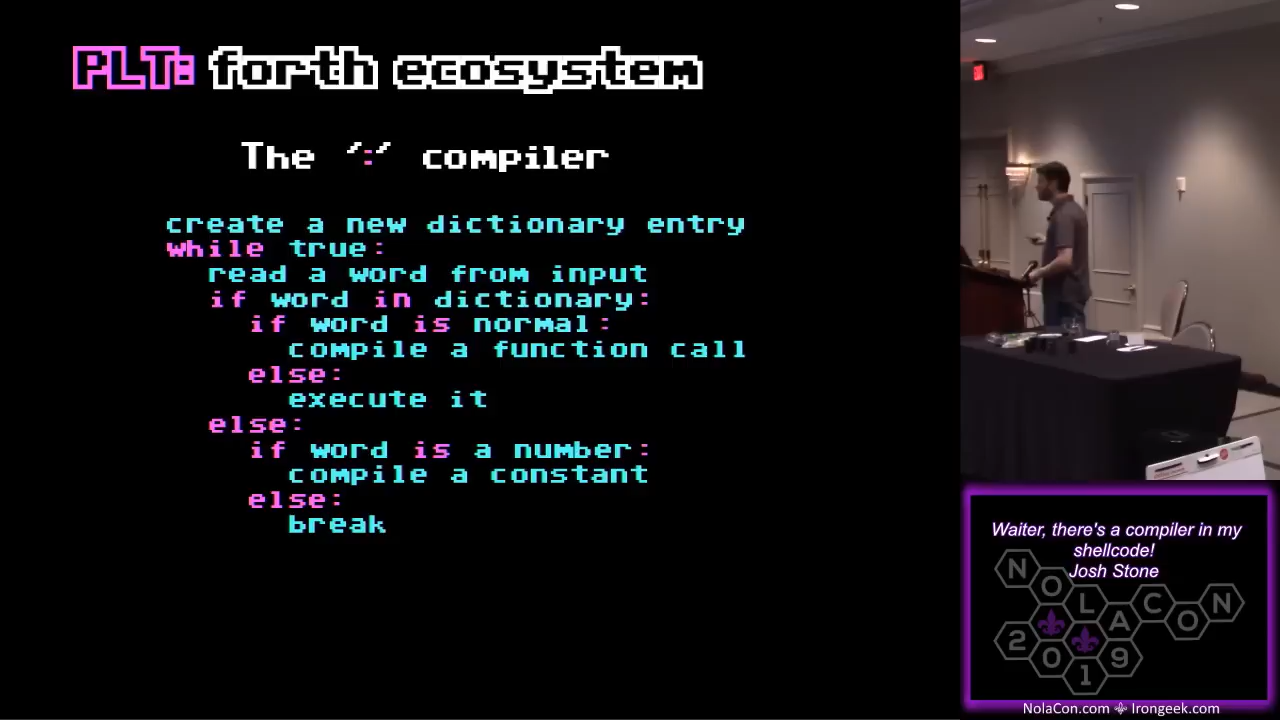 PLT: forth ecosystem
The ':' compiler
create a new dictionary entry
while true:
read a word from input
if word in dictionary:
if word is normal:
compile a function call
else:
execute it
else:
if word is a number:
compile a constant
else:
break
Waiter, there's a compiler in my
shellcode!
Josh Stone
NOLACON
2019
NolaCon.com ⚜ Irongeek.com